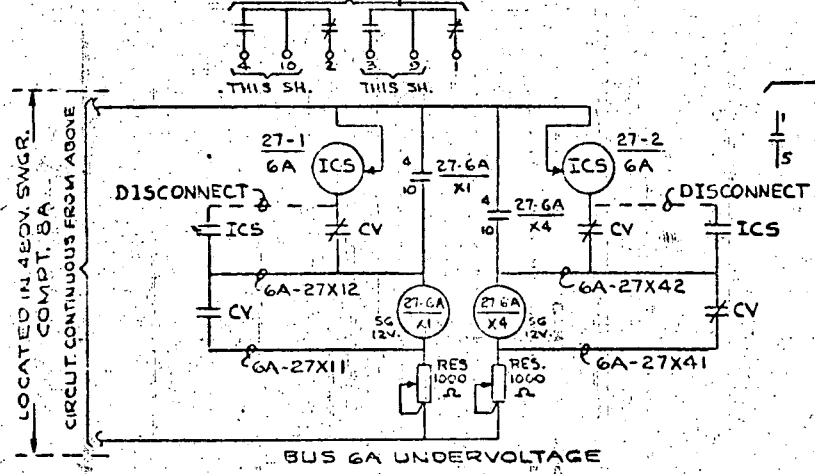 4 10 2 3 9 1
THIS SH. THIS SH.
LOCATED IN 480V. SWGR.
COMPT. 8A
CIRCUIT CONTINUOUS FROM ABOVE
27-1
6A
ICS
4
10
27-6A
X1
4
10
27-6A
X4
ICS
27-2
6A
1
5
DISCONNECT
ICS
CV
CV
DISCONNECT
ICS
6A-27X12
6A-27X42
CV
27-6A
X1
SG
12V.
27-6A
X4
SG
12V.
CV
6A-27X11
6A-27X41
RES
1000
Ω
RES.
1000
Ω
BUS 6A UNDERVOLTAGE